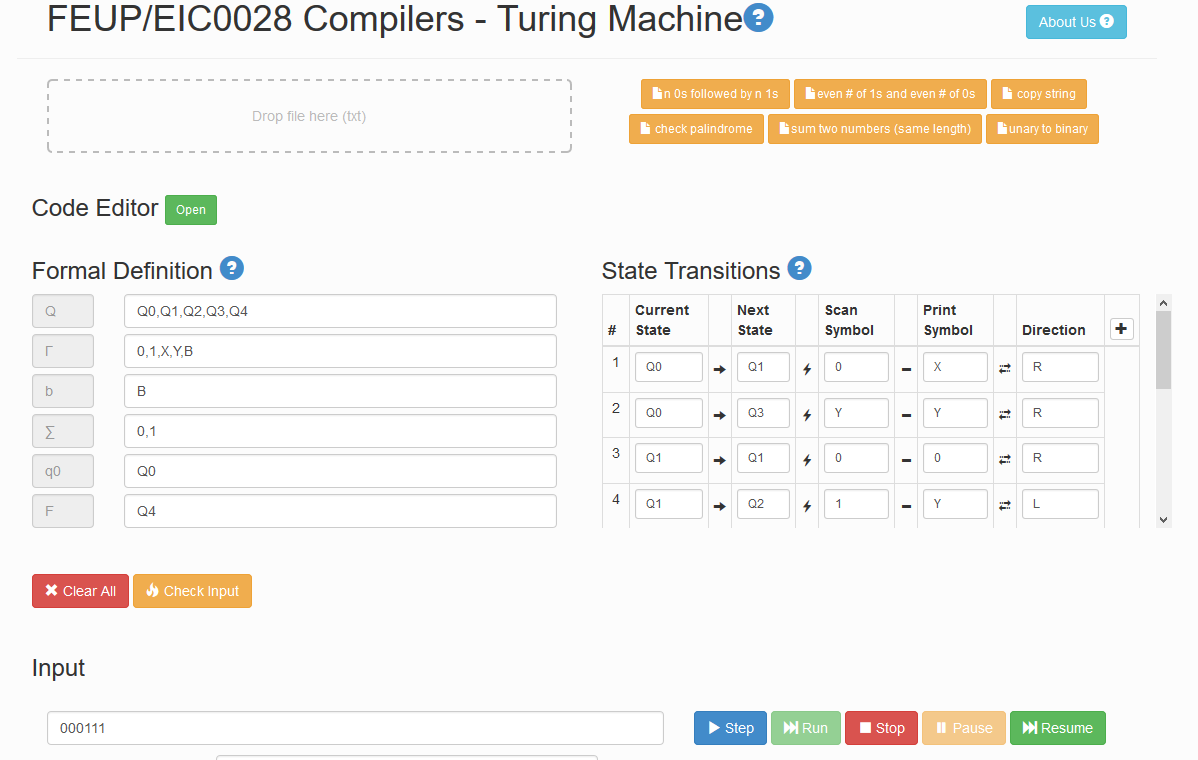 FEUP/EIC0028 Compilers - Turing Machine ?
About Us ?
Drop file here (txt)
n 0s followed by n 1s
even # of 1s and even # of 0s
copy string
check palindrome
sum two numbers (same length)
unary to binary
Code Editor Open
Formal Definition ?
Q Q0,Q1,Q2,Q3,Q4
Γ 0,1,X,Y,B
b B
∑ 0,1
q0 Q0
F Q4
State Transitions ?
# Current State Next State Scan Symbol Print Symbol Direction +
1 Q0 Q1 0 X R
2 Q0 Q3 Y Y R
3 Q1 Q1 0 0 R
4 Q1 Q2 1 Y L
Clear All Check Input
Input
000111
Step Run Stop Pause Resume